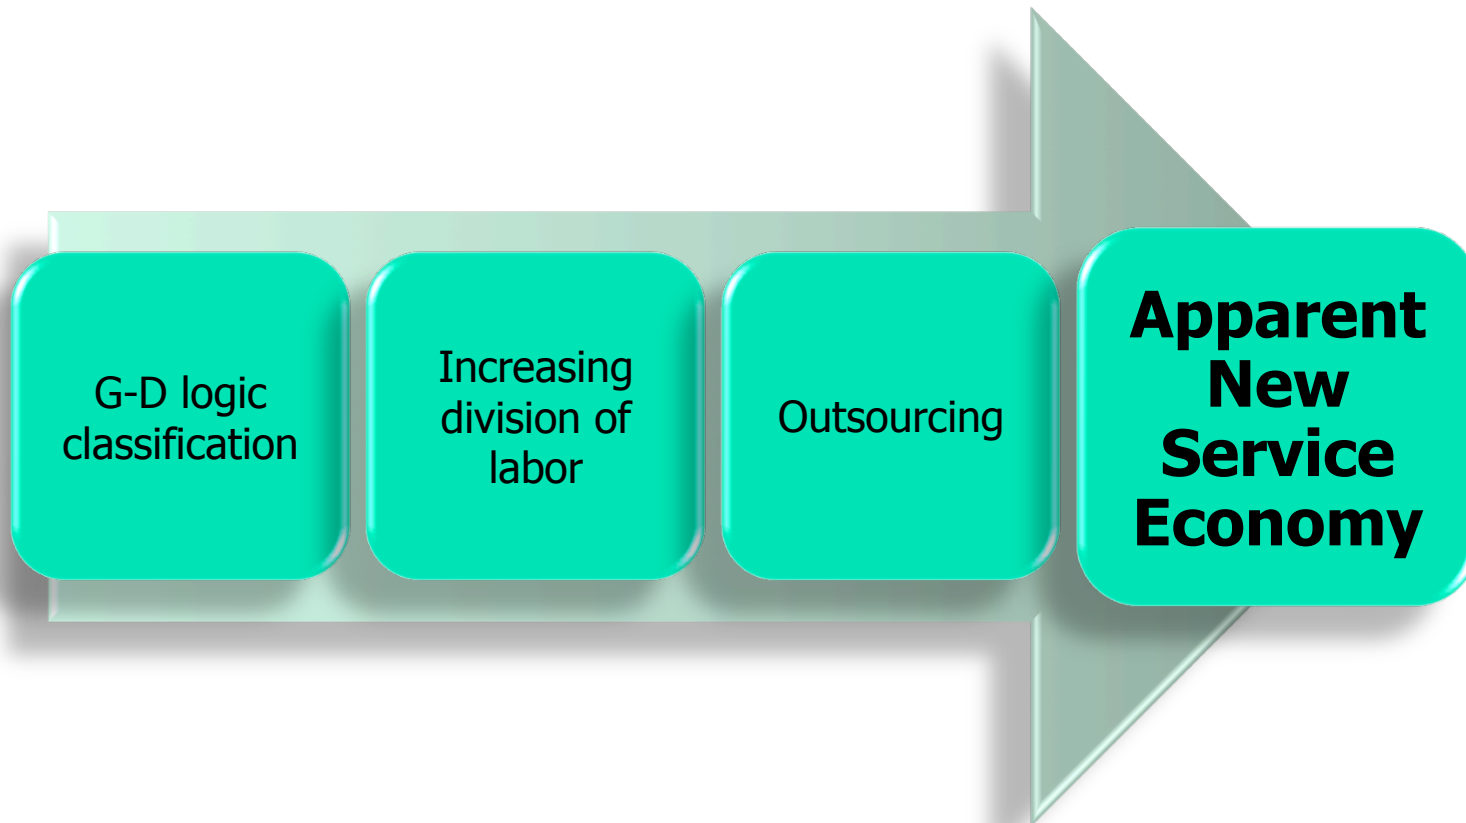 G-D logic
classification
Increasing
division of
labor
Outsourcing
Apparent
New
Service
Economy